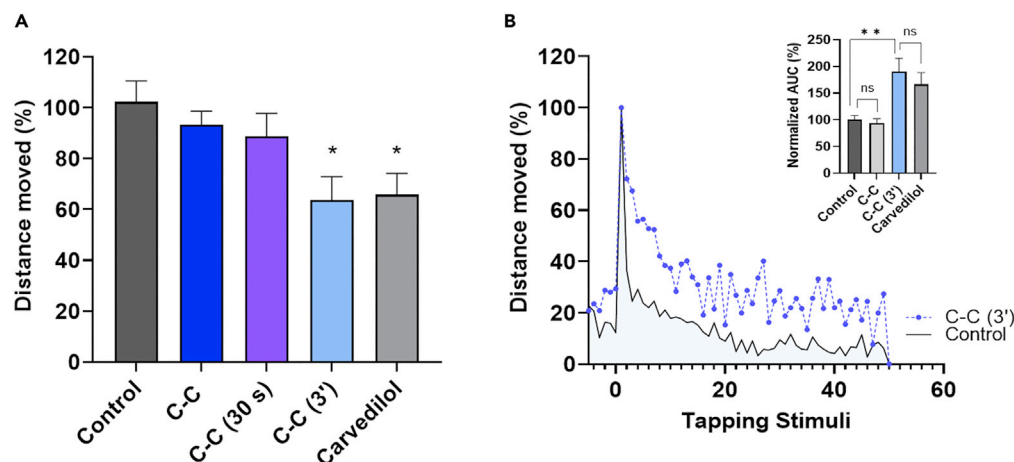 A
Distance moved (%)
120
100
80
60
40
20
0
* *
Control
C-C
C-C (30 s)
C-C (3')
Carvedilol
B
Distance moved (%)
120
100
80
60
40
20
0
0 20 40 60
Tapping Stimuli
C-C (3')
Control
Normalized AUC (%)
250
200
150
100
50
0
** ns
ns
Control
C-C
C-C (3')
Carvedilol